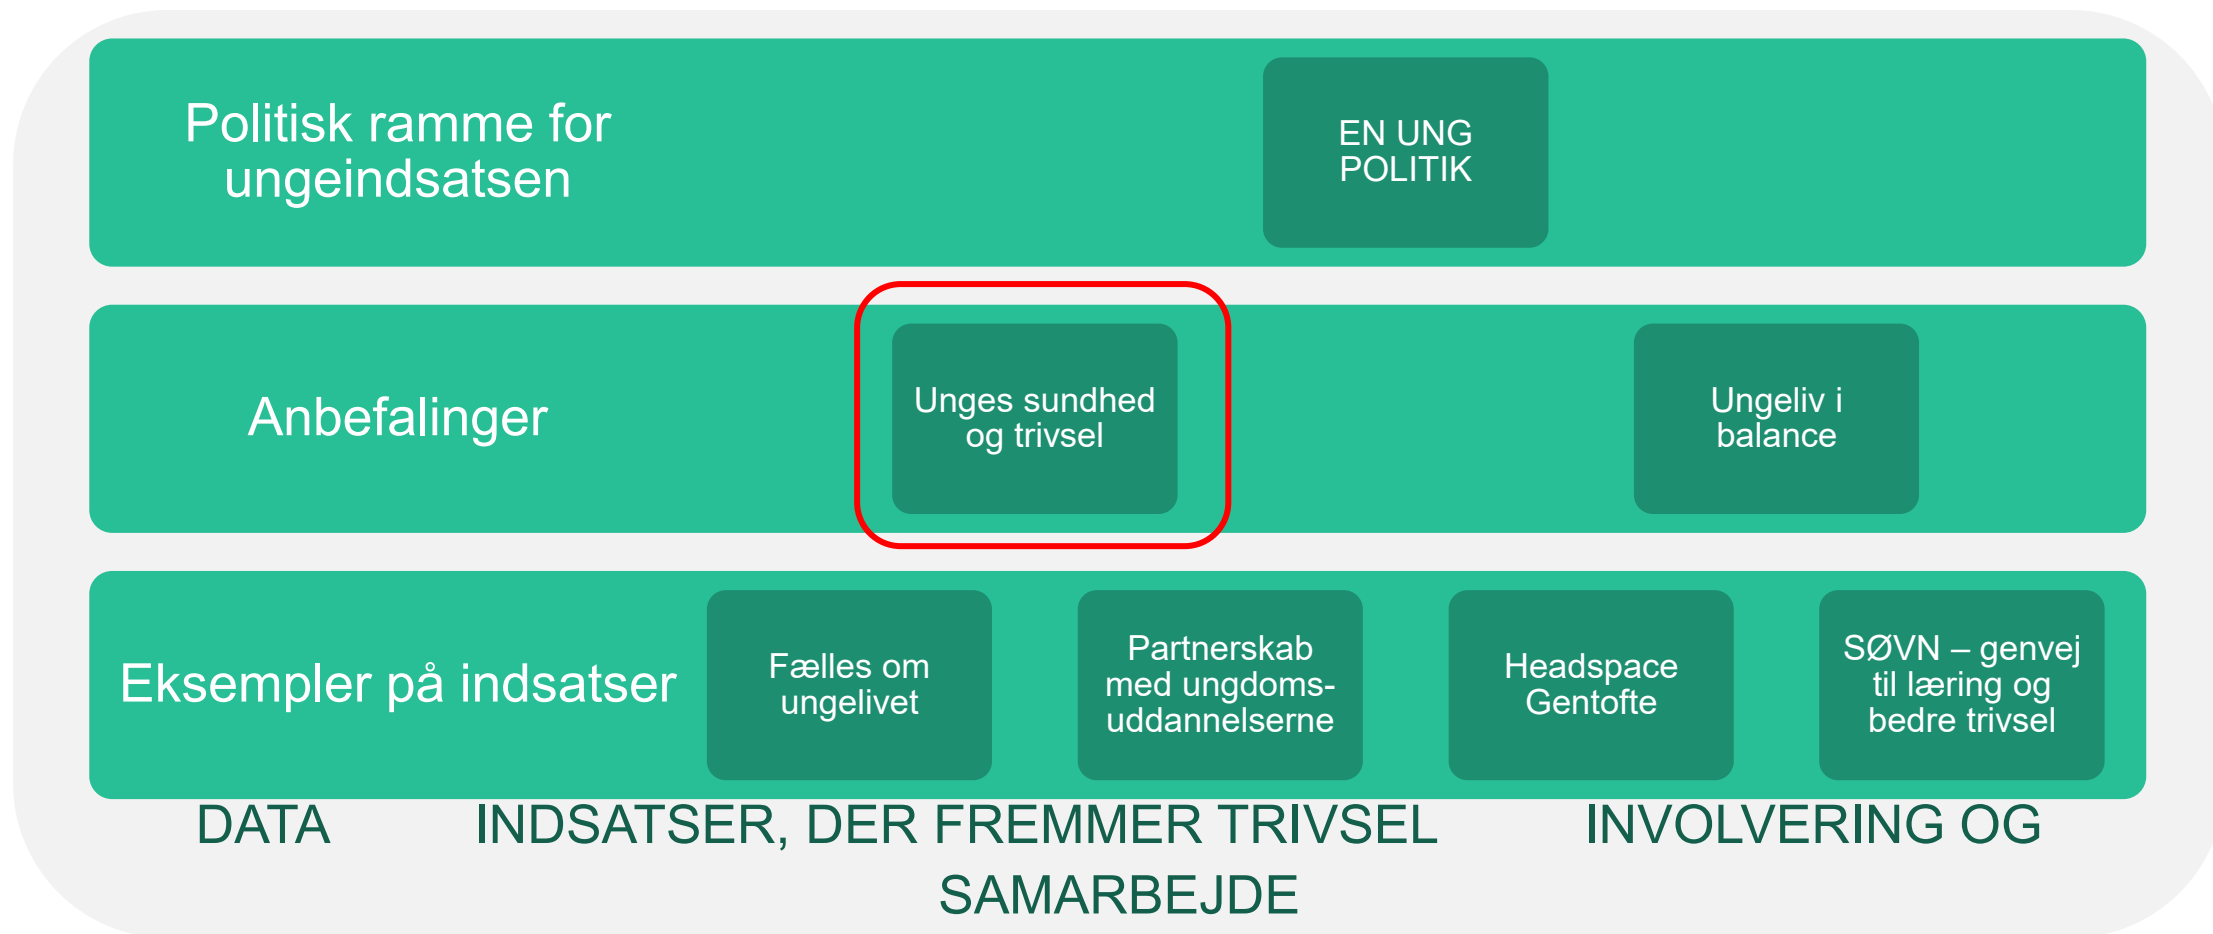 Politisk ramme for
ungeindsatsen
EN UNG
POLITIK
Anbefalinger
Unges sundhed
og trivsel
Ungeliv i
balance
Eksempler på indsatser
Fælles om
ungelivet
Partnerskab
med ungdoms-
uddannelserne
Headspace
Gentofte
SØVN – genvej
til læring og
bedre trivsel
DATA INDSATSER, DER FREMMER TRIVSEL INVOLVERING OG
SAMARBEJDE